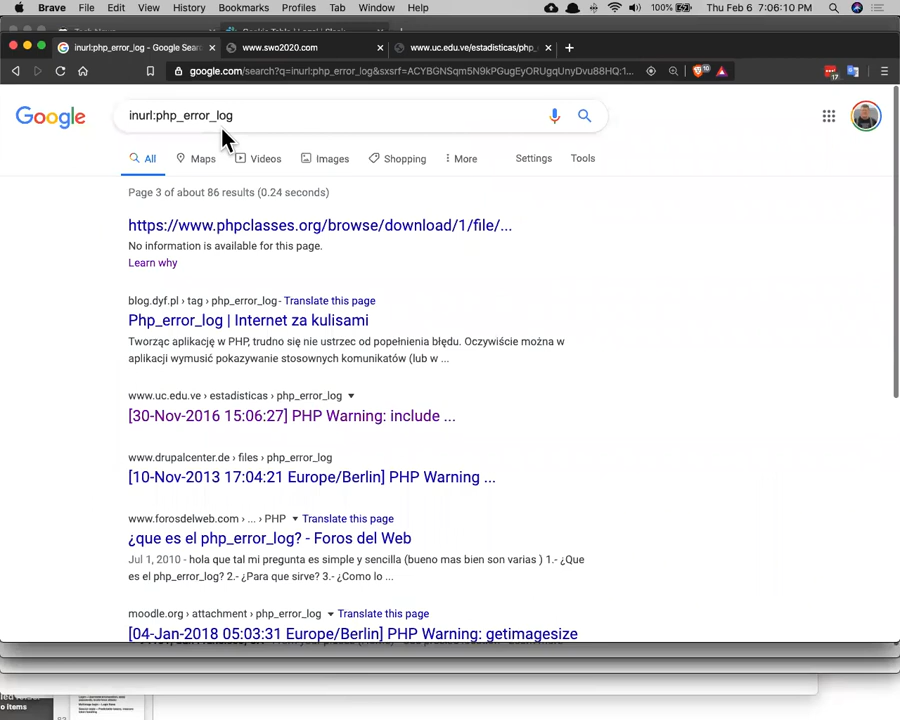 Brave File Edit View History Bookmarks Profiles Tab Window Help 100% Thu Feb 6 7:06:10 PM
inurl:php_error_log - Google Sear www.swo2020.com www.uc.edu.ve/estadisticas/php_
google.com/search?q=inurl:php_error_log&sxsrf=ACYBGNSqm5N9kPGugEyORUgqUnyDvu88HQ:1... 10 17
Google inurl:php_error_log
All Maps Videos Images Shopping More Settings Tools
Page 3 of about 86 results (0.24 seconds)
https://www.phpclasses.org/browse/download/1/file/...
No information is available for this page.
Learn why
blog.dyf.pl › tag › php_error_log - Translate this page
Php_error_log | Internet za kulisami
Tworząc aplikację w PHP, trudno się nie ustrzec od popełnienia błędu. Oczywiście można w
aplikacji wymusić pokazywanie stosownych komunikatów (lub w ...
www.uc.edu.ve › estadisticas › php_error_log
[30-Nov-2016 15:06:27] PHP Warning: include ...
www.drupalcenter.de › files › php_error_log
[10-Nov-2013 17:04:21 Europe/Berlin] PHP Warning ...
www.forosdelweb.com › ... › PHP Translate this page
¿que es el php_error_log? - Foros del Web
Jul 1, 2010 - hola que tal mi pregunta es simple y sencilla (bueno mas bien son varias ) 1.- ¿Que
es el php_error_log? 2.- ¿Para que sirve? 3.- ¿Como lo ...
moodle.org › attachment › php_error_log Translate this page
[04-Jan-2018 05:03:31 Europe/Berlin] PHP Warning: getimagesize
o items